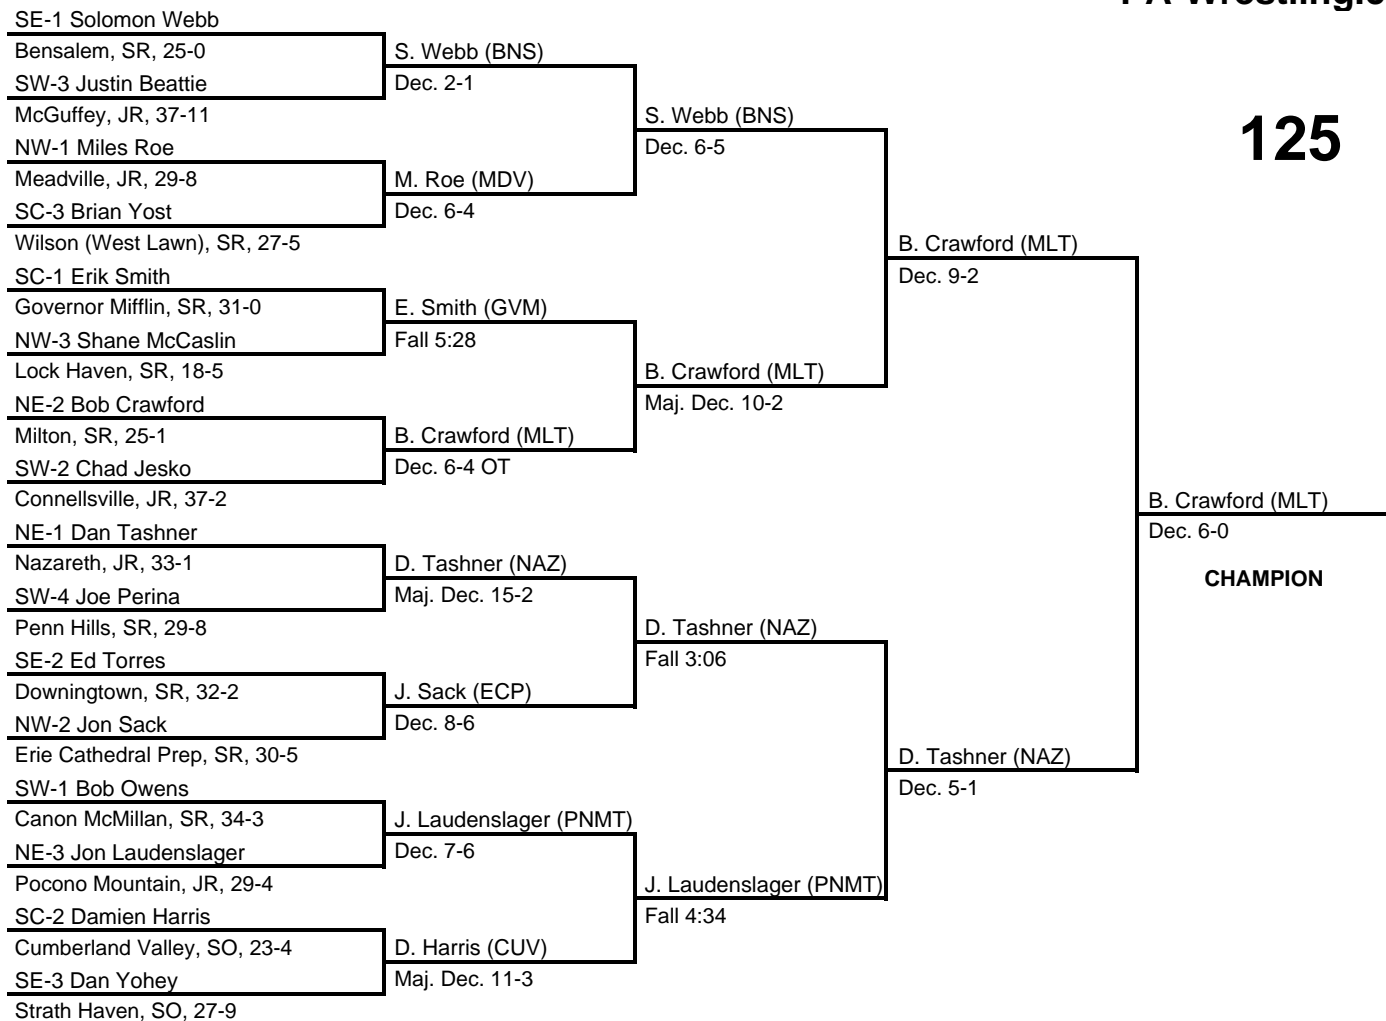 SE-1 Solomon Webb
Bensalem, SR, 25-0
SW-3 Justin Beattie
McGuffey, JR, 37-11
NW-1 Miles Roe
Meadville, JR, 29-8
SC-3 Brian Yost
Wilson (West Lawn), SR, 27-5
SC-1 Erik Smith
Governor Mifflin, SR, 31-0
NW-3 Shane McCaslin
Lock Haven, SR, 18-5
NE-2 Bob Crawford
Milton, SR, 25-1
SW-2 Chad Jesko
Connellsville, JR, 37-2
NE-1 Dan Tashner
Nazareth, JR, 33-1
SW-4 Joe Perina
Penn Hills, SR, 29-8
SE-2 Ed Torres
Downingtown, SR, 32-2
NW-2 Jon Sack
Erie Cathedral Prep, SR, 30-5
SW-1 Bob Owens
Canon McMillan, SR, 34-3
NE-3 Jon Laudenslager
Pocono Mountain, JR, 29-4
SC-2 Damien Harris
Cumberland Valley, SO, 23-4
SE-3 Dan Yohey
Strath Haven, SO, 27-9
S. Webb (BNS)
Dec. 2-1
M. Roe (MDV)
Dec. 6-4
E. Smith (GVM)
Fall 5:28
B. Crawford (MLT)
Dec. 6-4 OT
D. Tashner (NAZ)
Maj. Dec. 15-2
J. Sack (ECP)
Dec. 8-6
J. Laudenslager (PNMT)
Dec. 7-6
D. Harris (CUV)
Maj. Dec. 11-3
S. Webb (BNS)
Dec. 6-5
B. Crawford (MLT)
Maj. Dec. 10-2
D. Tashner (NAZ)
Fall 3:06
J. Laudenslager (PNMT)
Fall 4:34
B. Crawford (MLT)
Dec. 9-2
D. Tashner (NAZ)
Dec. 5-1
125
B. Crawford (MLT)
Dec. 6-0
CHAMPION